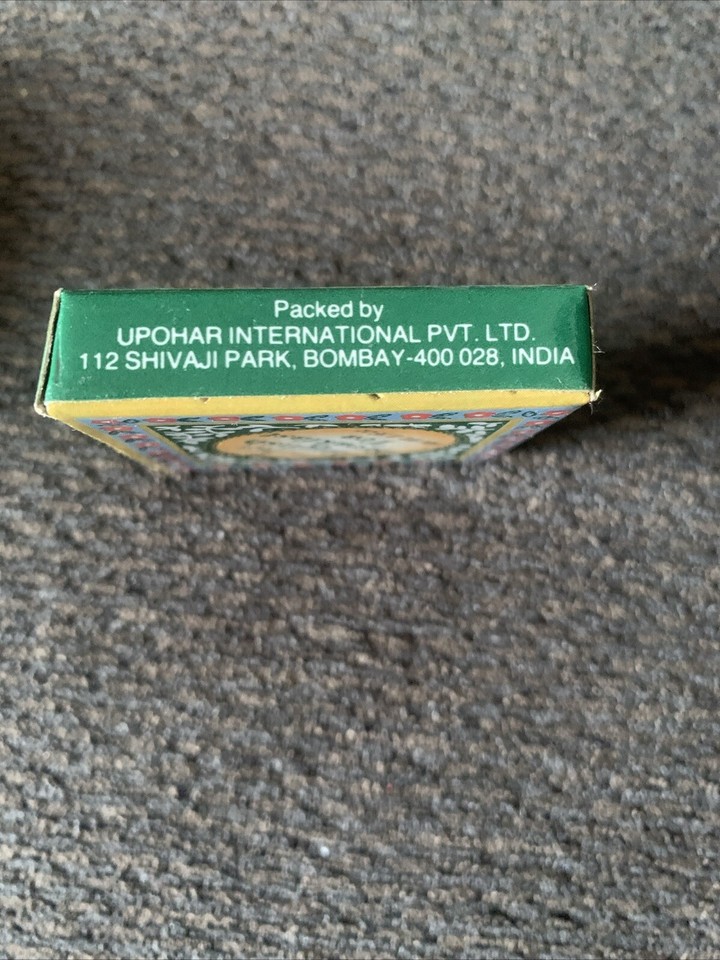 Packed by
UPOHAR INTERNATIONAL PVT. LTD.
112 SHIVAJI PARK, BOMBAY-400 028, INDIA